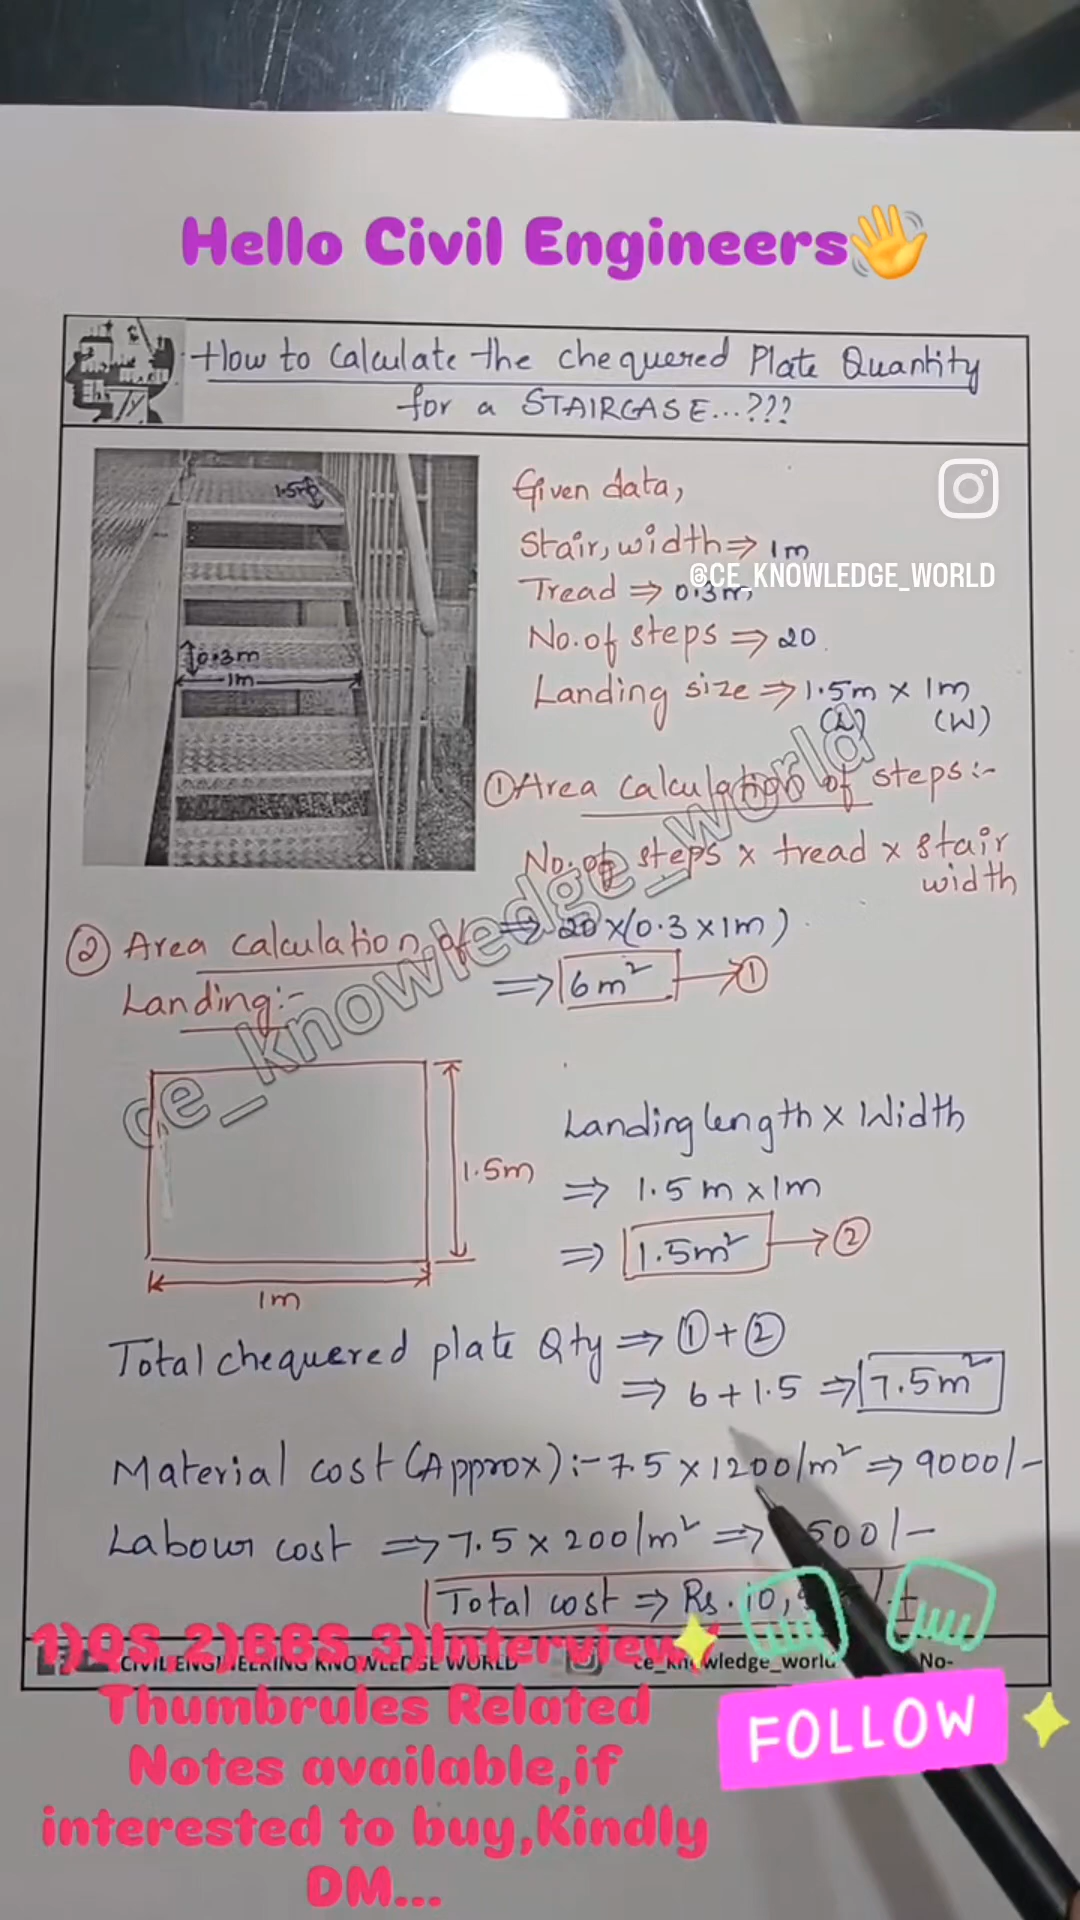 Hello Civil Engineers👋
How to Calculate the chequered Plate Quantity
for a STAIRCASE...???
1.5m
0.3m
1m
Given data,
Stair, width ⇒ 1m
@CE_KNOWLEDGE_WORLD
Tread ⇒ 0.3m
No. of steps ⇒ 20
Landing size ⇒ 1.5m × 1m
(L) (W)
① Area calculation of steps:-
No. of steps × tread × stair
width
⇒ 20 × (0.3 × 1m)
⇒ 6m² → ①
② Area calculation of
Landing:-
ce_knowledge_world
1.5m
1m
Landing length × Width
⇒ 1.5m × 1m
⇒ 1.5m² → ②
Total chequered plate Qty ⇒ ① + ②
⇒ 6 + 1.5 ⇒ 7.5m²
Material cost (Approx):- 7.5 × 1200/m² ⇒ 9000/-
Labour cost ⇒ 7.5 × 200/m² ⇒ 500/-
Total cost ⇒ Rs. 10,
CIVIL ENGINEERING KNOWLEDGE WORLD ce_knowledge_world No-
1)QS,2)BBS,3)Interview
Thumbrules Related
Notes available,if
interested to buy,Kindly
DM...
FOLLOW